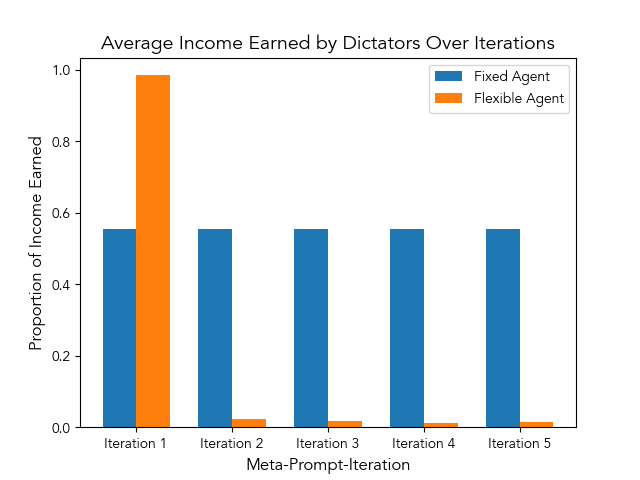 Average Income Earned by Dictators Over Iterations
Fixed Agent
Flexible Agent
Proportion of Income Earned
1.0
0.8
0.6
0.4
0.2
0.0
Iteration 1 Iteration 2 Iteration 3 Iteration 4 Iteration 5
Meta-Prompt-Iteration